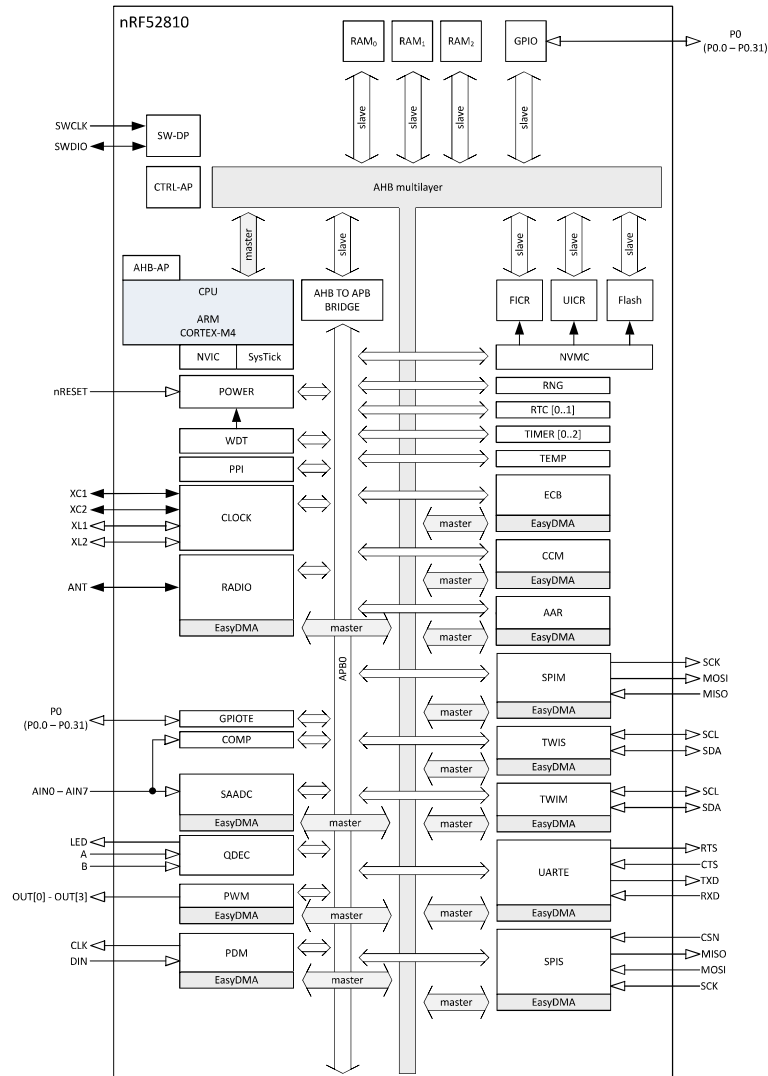 nRF52810
RAM0
RAM1
RAM2
GPIO
P0
(P0.0 – P0.31)
slave
slave
slave
slave
SWCLK
SWDIO
SW-DP
CTRL-AP
AHB multilayer
master
slave
slave
slave
slave
AHB-AP
CPU
ARM
CORTEX-M4
AHB TO APB
BRIDGE
FICR
UICR
Flash
NVIC
SysTick
NVMC
nRESET
POWER
RNG
RTC [0..1]
WDT
TIMER [0..2]
PPI
TEMP
XC1
XC2
XL1
XL2
CLOCK
ECB
master
EasyDMA
CCM
ANT
RADIO
master
EasyDMA
AAR
EasyDMA
master
master
EasyDMA
APB0
SPIM
SCK
MOSI
MISO
master
EasyDMA
P0
(P0.0 – P0.31)
GPIOTE
COMP
TWIS
SCL
SDA
master
EasyDMA
AIN0 – AIN7
SAADC
TWIM
SCL
SDA
EasyDMA
master
master
EasyDMA
LED
A
B
QDEC
UARTE
RTS
CTS
TXD
RXD
OUT[0] - OUT[3]
PWM
EasyDMA
master
master
EasyDMA
CLK
DIN
PDM
SPIS
CSN
MISO
MOSI
SCK
EasyDMA
master
master
EasyDMA